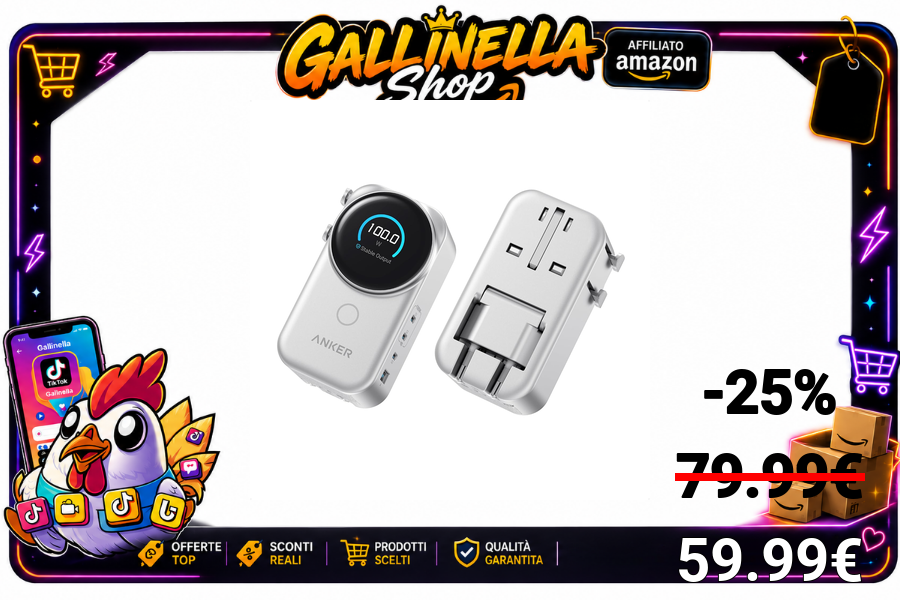 GALLINELLA
Shop
AFFILIATO
amazon
100.0
W
Stable Output
ANKER
Gallinella
TikTok
Gallinella
-25%
79.99€
59.99€
OFFERTE
TOP
SCONTI
REALI
PRODOTTI
SCELTI
QUALITÀ
GARANTITA